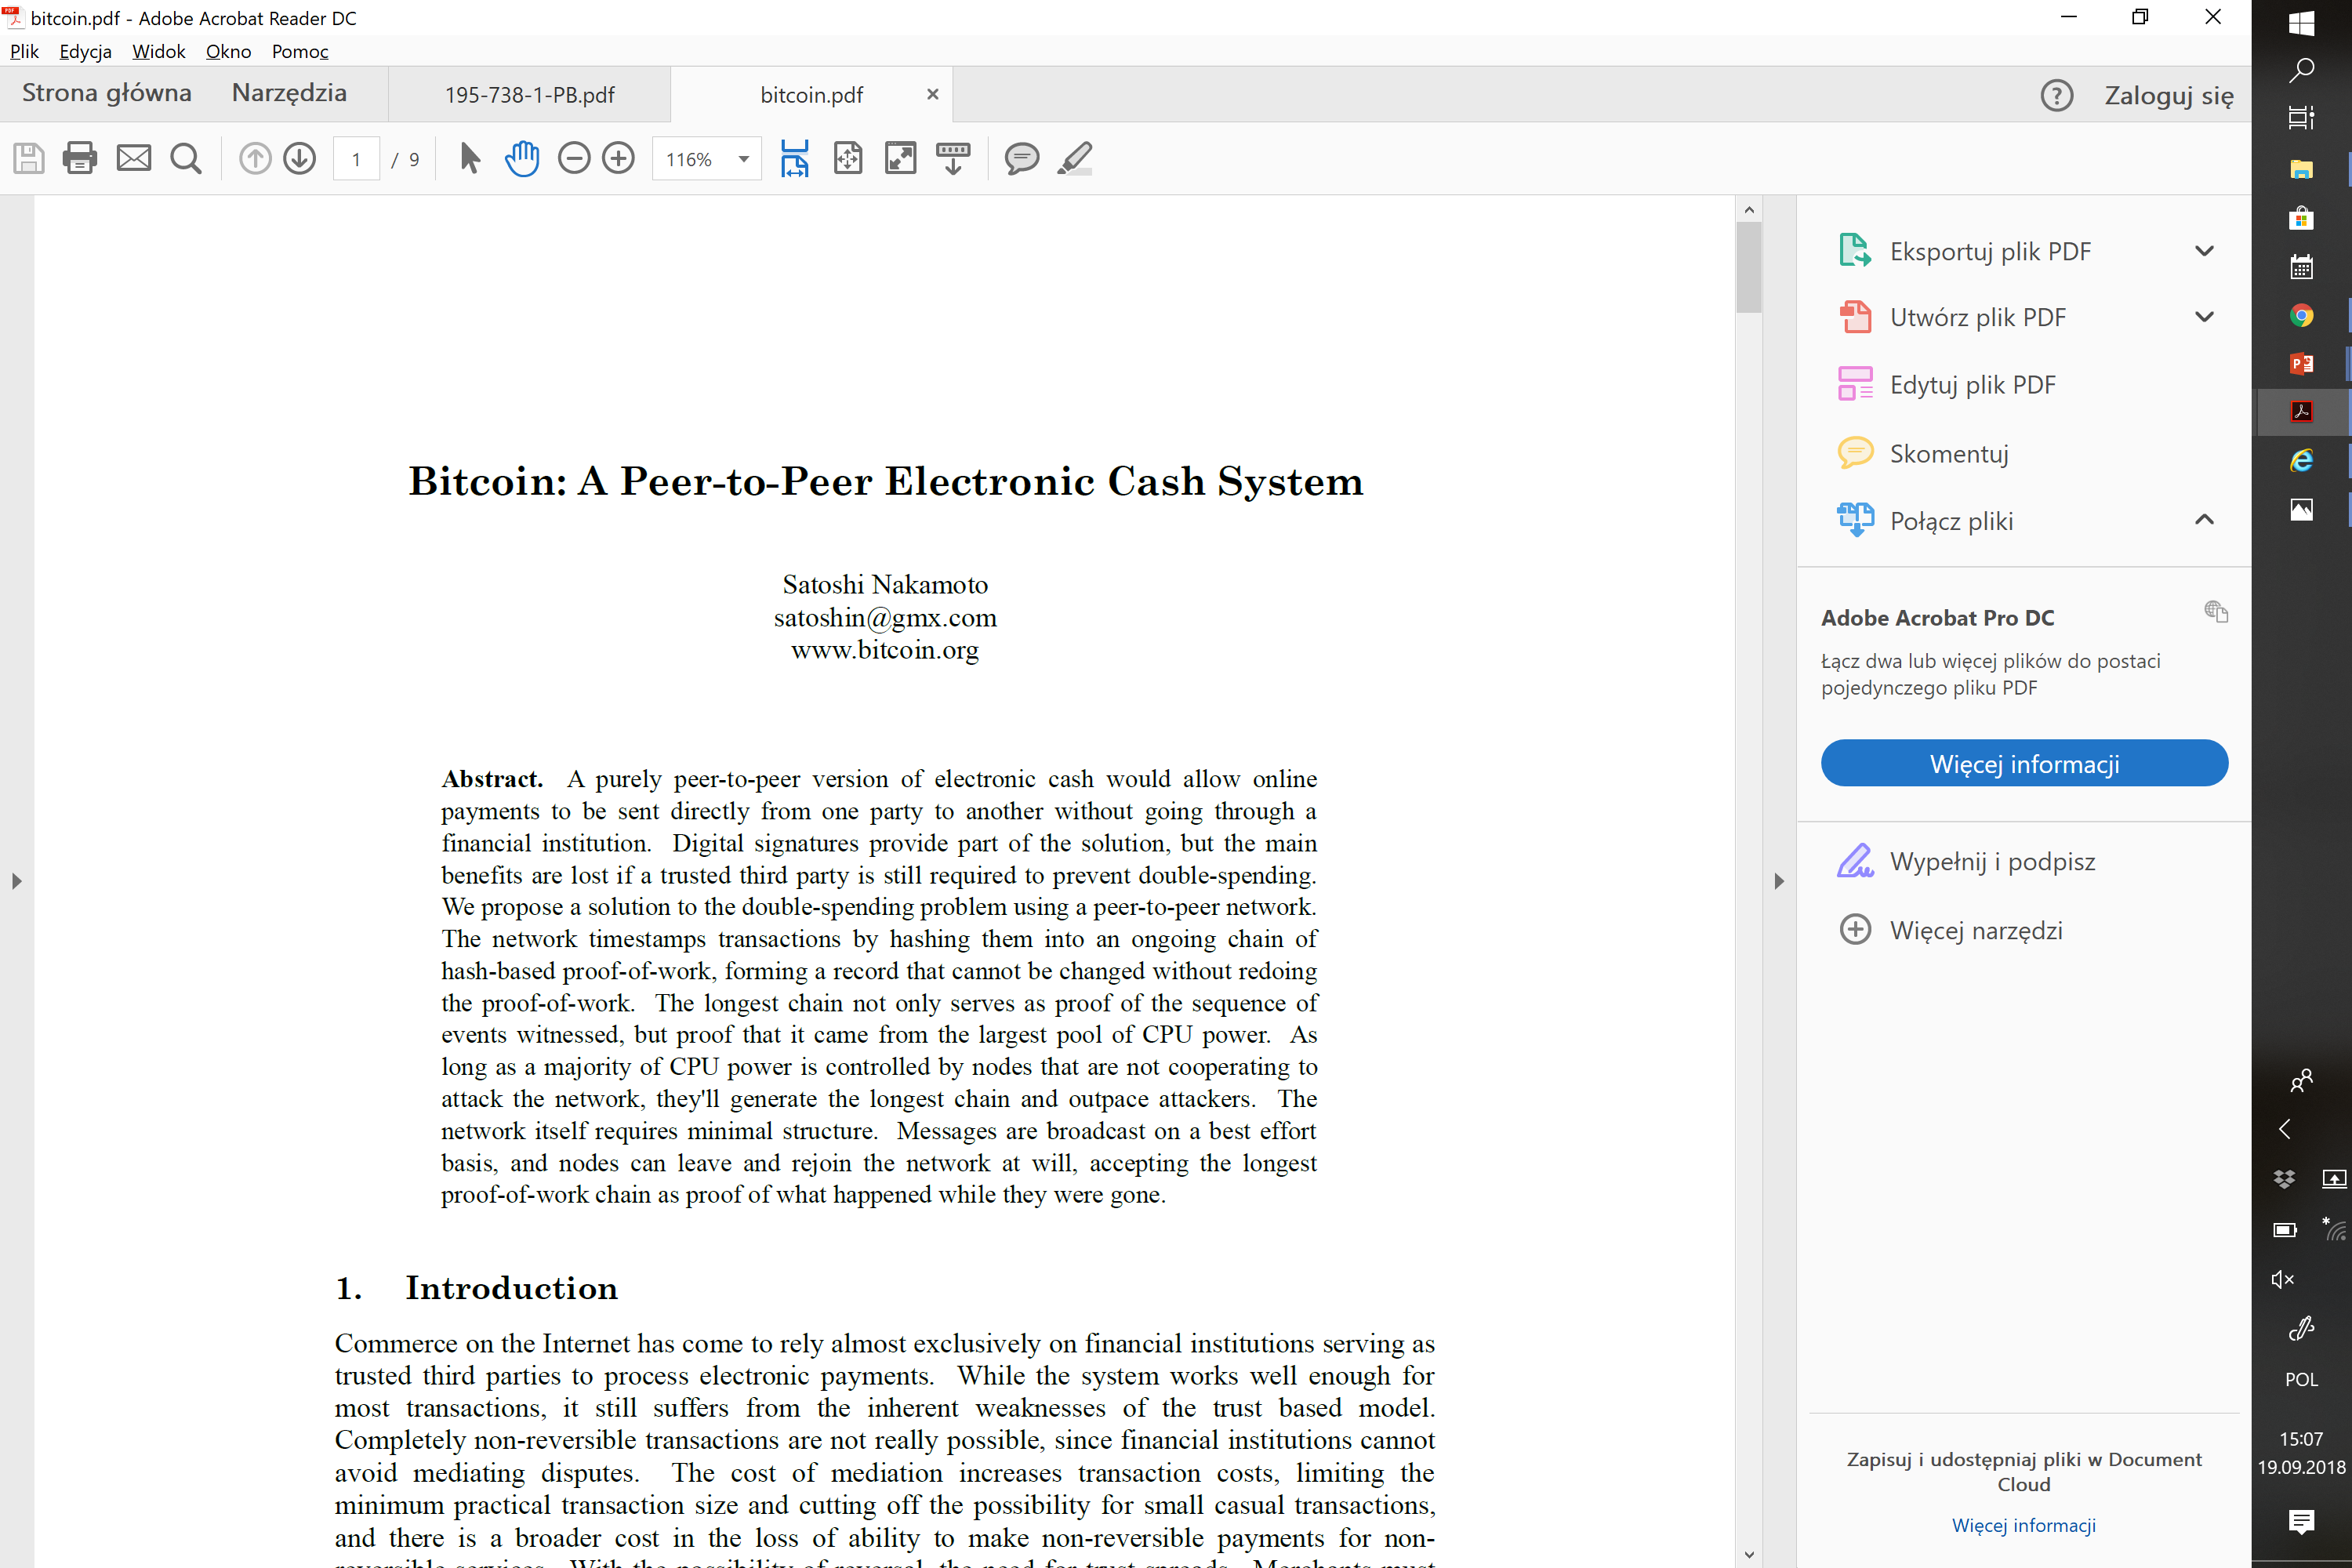 bitcoin.pdf - Adobe Acrobat Reader DC
Plik Edycja Widok Okno Pomoc
Strona główna Narzędzia 195-738-1-PB.pdf bitcoin.pdf × ? Zaloguj się
1 / 9 116%
Bitcoin: A Peer-to-Peer Electronic Cash System
Satoshi Nakamoto
satoshin@gmx.com
www.bitcoin.org
Abstract. A purely peer-to-peer version of electronic cash would allow online
payments to be sent directly from one party to another without going through a
financial institution. Digital signatures provide part of the solution, but the main
benefits are lost if a trusted third party is still required to prevent double-spending.
We propose a solution to the double-spending problem using a peer-to-peer network.
The network timestamps transactions by hashing them into an ongoing chain of
hash-based proof-of-work, forming a record that cannot be changed without redoing
the proof-of-work. The longest chain not only serves as proof of the sequence of
events witnessed, but proof that it came from the largest pool of CPU power. As
long as a majority of CPU power is controlled by nodes that are not cooperating to
attack the network, they'll generate the longest chain and outpace attackers. The
network itself requires minimal structure. Messages are broadcast on a best effort
basis, and nodes can leave and rejoin the network at will, accepting the longest
proof-of-work chain as proof of what happened while they were gone.
1. Introduction
Commerce on the Internet has come to rely almost exclusively on financial institutions serving as
trusted third parties to process electronic payments. While the system works well enough for
most transactions, it still suffers from the inherent weaknesses of the trust based model.
Completely non-reversible transactions are not really possible, since financial institutions cannot
avoid mediating disputes. The cost of mediation increases transaction costs, limiting the
minimum practical transaction size and cutting off the possibility for small casual transactions,
and there is a broader cost in the loss of ability to make non-reversible payments for non-
reversible services. With the possibility of reversal, the need for trust spreads. Merchants must
Eksportuj plik PDF
Utwórz plik PDF
Edytuj plik PDF
Skomentuj
Połącz pliki
Adobe Acrobat Pro DC
Łącz dwa lub więcej plików do postaci
pojedynczego pliku PDF
Więcej informacji
Wypełnij i podpisz
Więcej narzędzi
Zapisuj i udostępniaj pliki w Document
Cloud
Więcej informacji
POL
15:07
19.09.2018